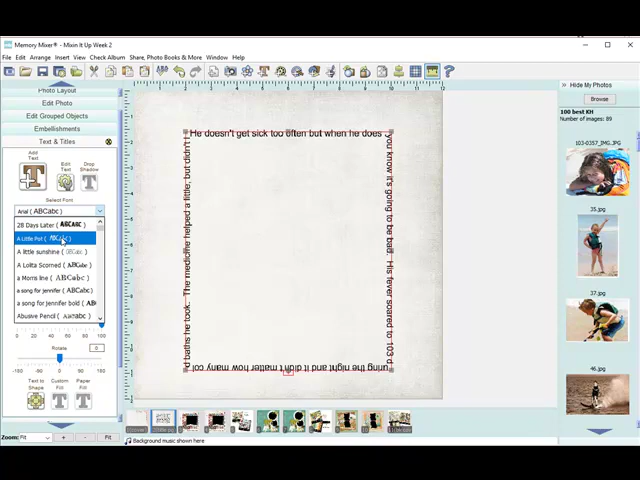 Memory Mixer® - Mixin It Up Week 2
File Edit Arrange Insert View Check Album Share, Photo Books & More Window Help
Photo Layout
Edit Photo
Edit Grouped Objects
Embellishments
Text & Titles
Add Text
Edit Text
Drop Shadow
Select Font
Arial ( ABCabc )
28 Days Later ( ABCABC
A Little Pot ( ABCabc )
A little sunshine ( ABCabc )
A Lolita Scorned ( ABCabc )
a Morris line ( ABCabc )
a song for jennifer ( ABCabc )
a song for jennifer bold ( AB
Abusive Pencil ( Abcabc )
0 50 100
Rotate 0
Text to Shape
Custom Fill
Paper Fill
Zoom: Fit + - Fit
He doesn't get sick too often but when he does
you know it's going to be bad. His fever soared to 103 d
uring the night and it didn't matter how many col
d baths he took. The medicine helped a little; but didn't l
Background music shown here
Hide My Photos
Browse
100 best KH
Number of images: 89
103-0357_IMG.JPG
35.jpg
37.jpg
46.jpg